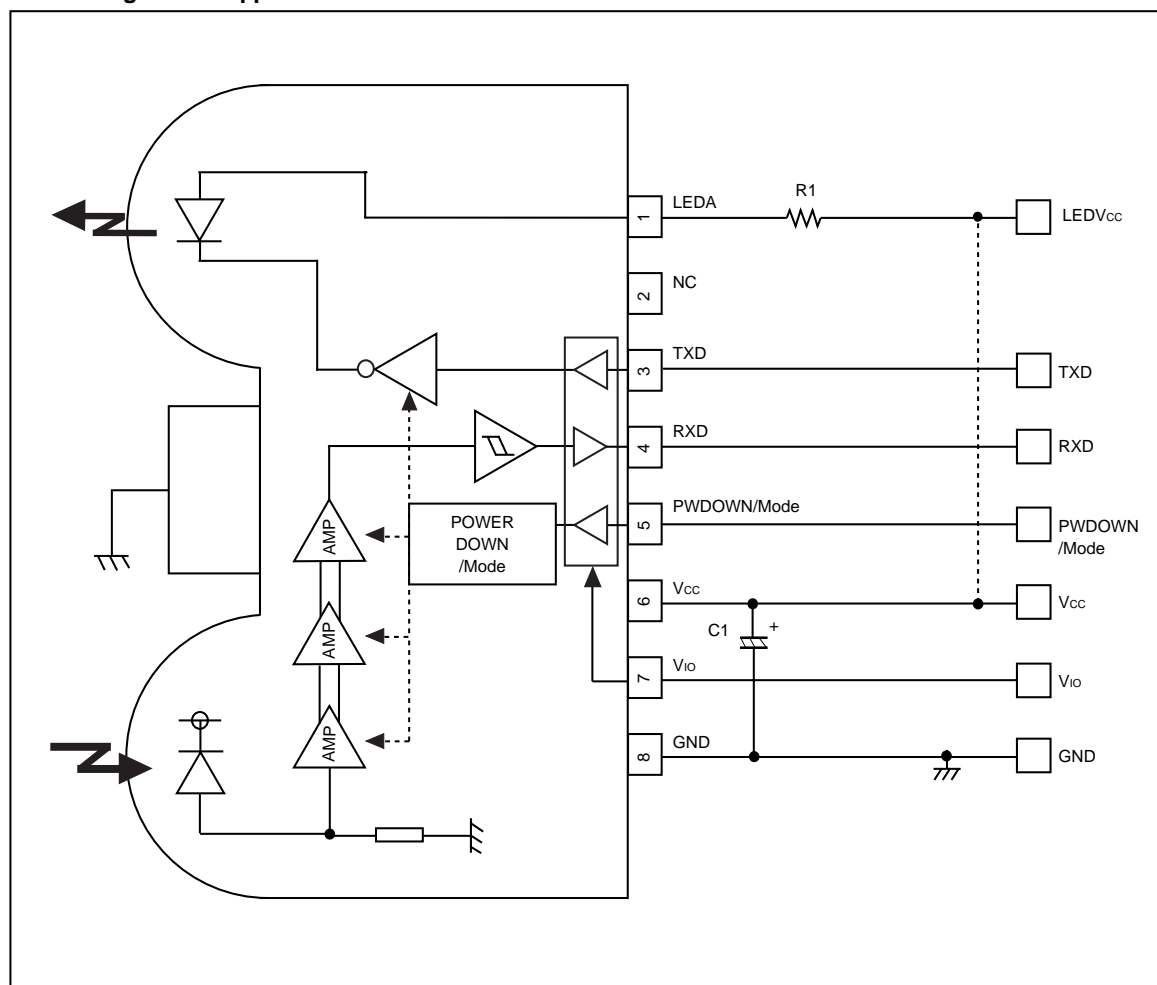 1
LEDA
R1
LEDVCC
2
NC
3
TXD
TXD
4
RXD
RXD
5
PWDOWN/Mode
PWDOWN
/Mode
POWER
DOWN
/Mode
AMP
AMP
AMP
6
VCC
C1
+
VCC
7
VIO
VIO
8
GND
GND